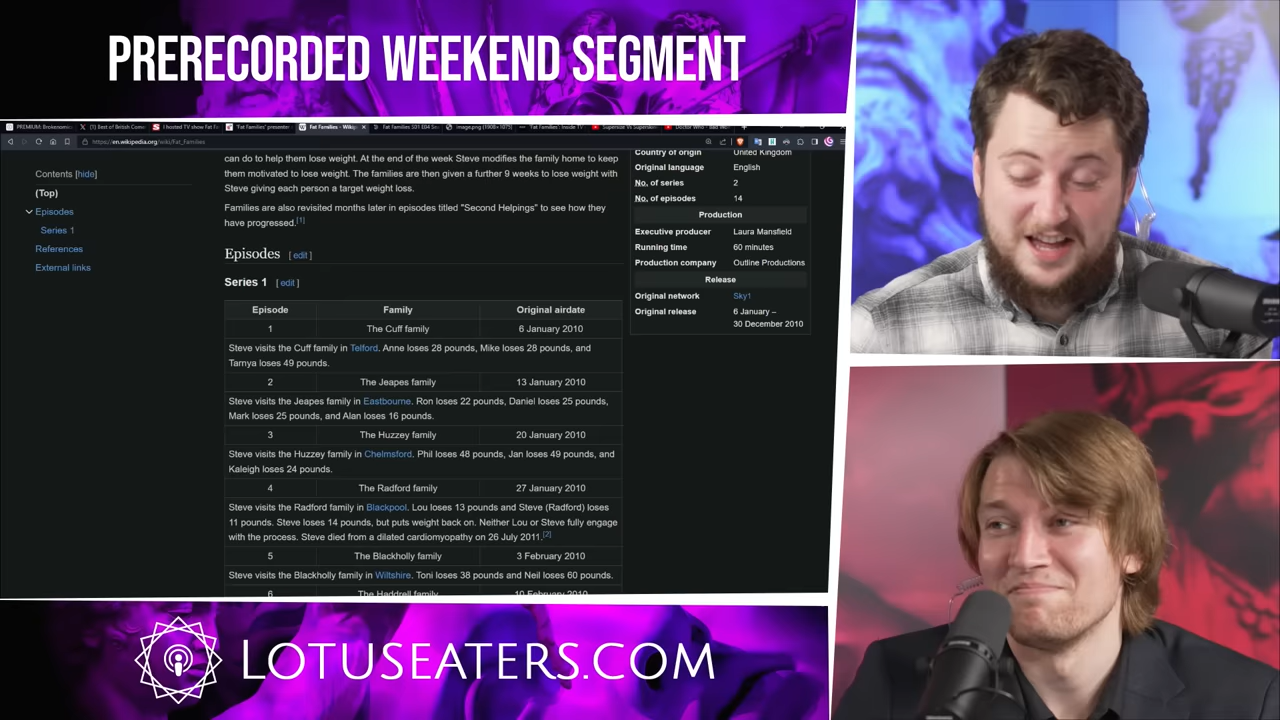 PRERECORDED WEEKEND SEGMENT
https://en.wikipedia.org/wiki/Fat_Families
Contents [hide]
(Top)
Episodes
Series 1
References
External links
can do to help them lose weight. At the end of the week Steve modifies the family home to keep
them motivated to lose weight. The families are then given a further 9 weeks to lose weight with
Steve giving each person a target weight loss.
Families are also revisited months later in episodes titled "Second Helpings" to see how they
have progressed.[1]
Episodes [edit]
Series 1 [edit]
Episode Family Original airdate
1 The Cuff family 6 January 2010
Steve visits the Cuff family in Telford. Anne loses 28 pounds, Mike loses 28 pounds, and
Tarnya loses 49 pounds.
2 The Jeapes family 13 January 2010
Steve visits the Jeapes family in Eastbourne. Ron loses 22 pounds, Daniel loses 25 pounds,
Mark loses 25 pounds, and Alan loses 16 pounds.
3 The Huzzey family 20 January 2010
Steve visits the Huzzey family in Chelmsford. Phil loses 48 pounds, Jan loses 49 pounds, and
Kaleigh loses 24 pounds.
4 The Radford family 27 January 2010
Steve visits the Radford family in Blackpool. Lou loses 13 pounds and Steve (Radford) loses
11 pounds. Steve loses 14 pounds, but puts weight back on. Neither Lou or Steve fully engage
with the process. Steve died from a dilated cardiomyopathy on 26 July 2011.[2]
5 The Blackholly family 3 February 2010
Steve visits the Blackholly family in Wiltshire. Toni loses 38 pounds and Neil loses 60 pounds.
6 The Haddrell family 10 February 2010
Country of origin United Kingdom
Original language English
No. of series 2
No. of episodes 14
Production
Executive producer Laura Mansfield
Running time 60 minutes
Production company Outline Productions
Release
Original network Sky1
Original release 6 January –
30 December 2010
LOTUSEATERS.COM